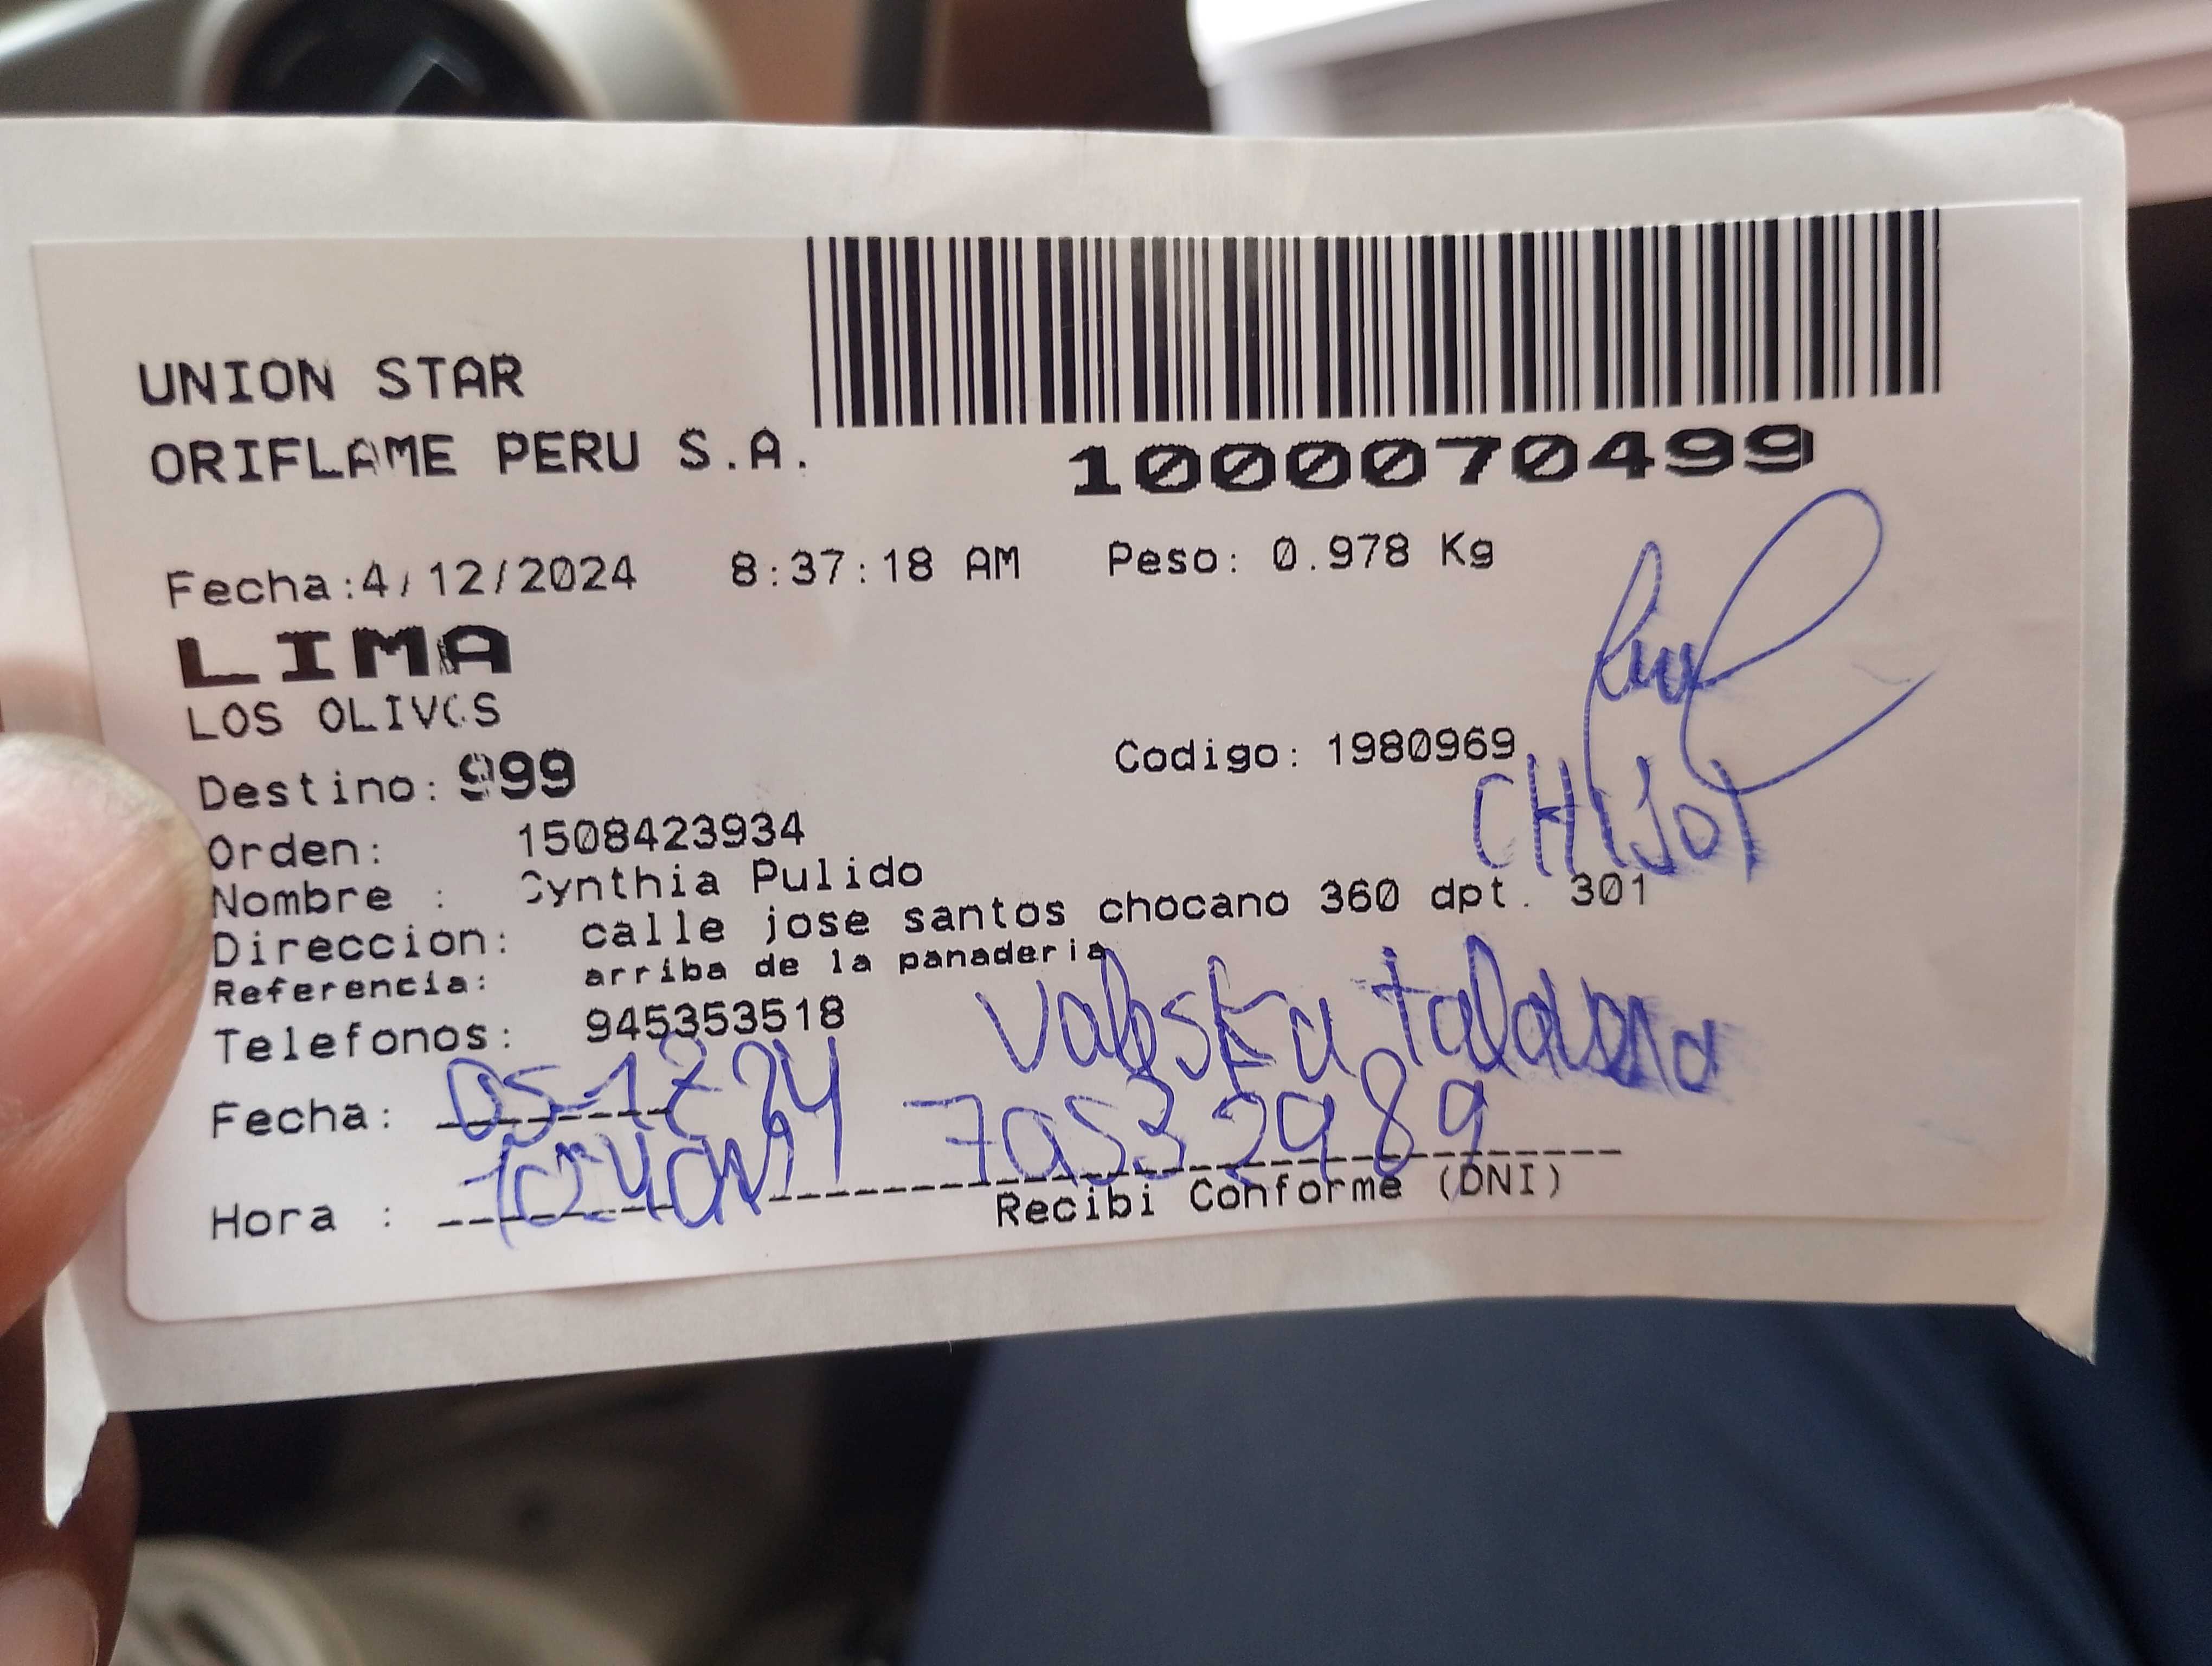 UNION STAR
ORIFLAME PERU S.A.
1000070499
Fecha:4/12/2024 8:37:18 AM Peso: 0.978 Kg
LIMA
LOS OLIVOS
Destino: 999 Codigo: 1980969
CHIJOI
Orden: 1508423934
Nombre : Cynthia Pulido
Direccion: calle jose santos chocano 360 dpt. 301
Referencia: arriba de la panaderia
Telefonos: 945353518
Fecha: 05-12 24
Hora :
Recibi Conforme (DNI)